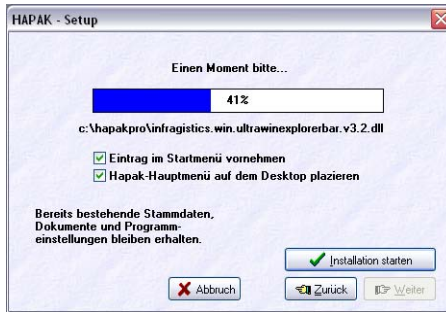 HAPAK - Setup
Einen Moment bitte...
41%
c:\hapakpro\infragistics.win.ultrawinexplorerbar.v3.2.dll
Eintrag im Startmenü vornehmen
Hapak-Hauptmenü auf dem Desktop plazieren
Bereits bestehende Stammdaten,
Dokumente und Programm-
einstellungen bleiben erhalten.
Installation starten
Abbruch
Zurück
Weiter